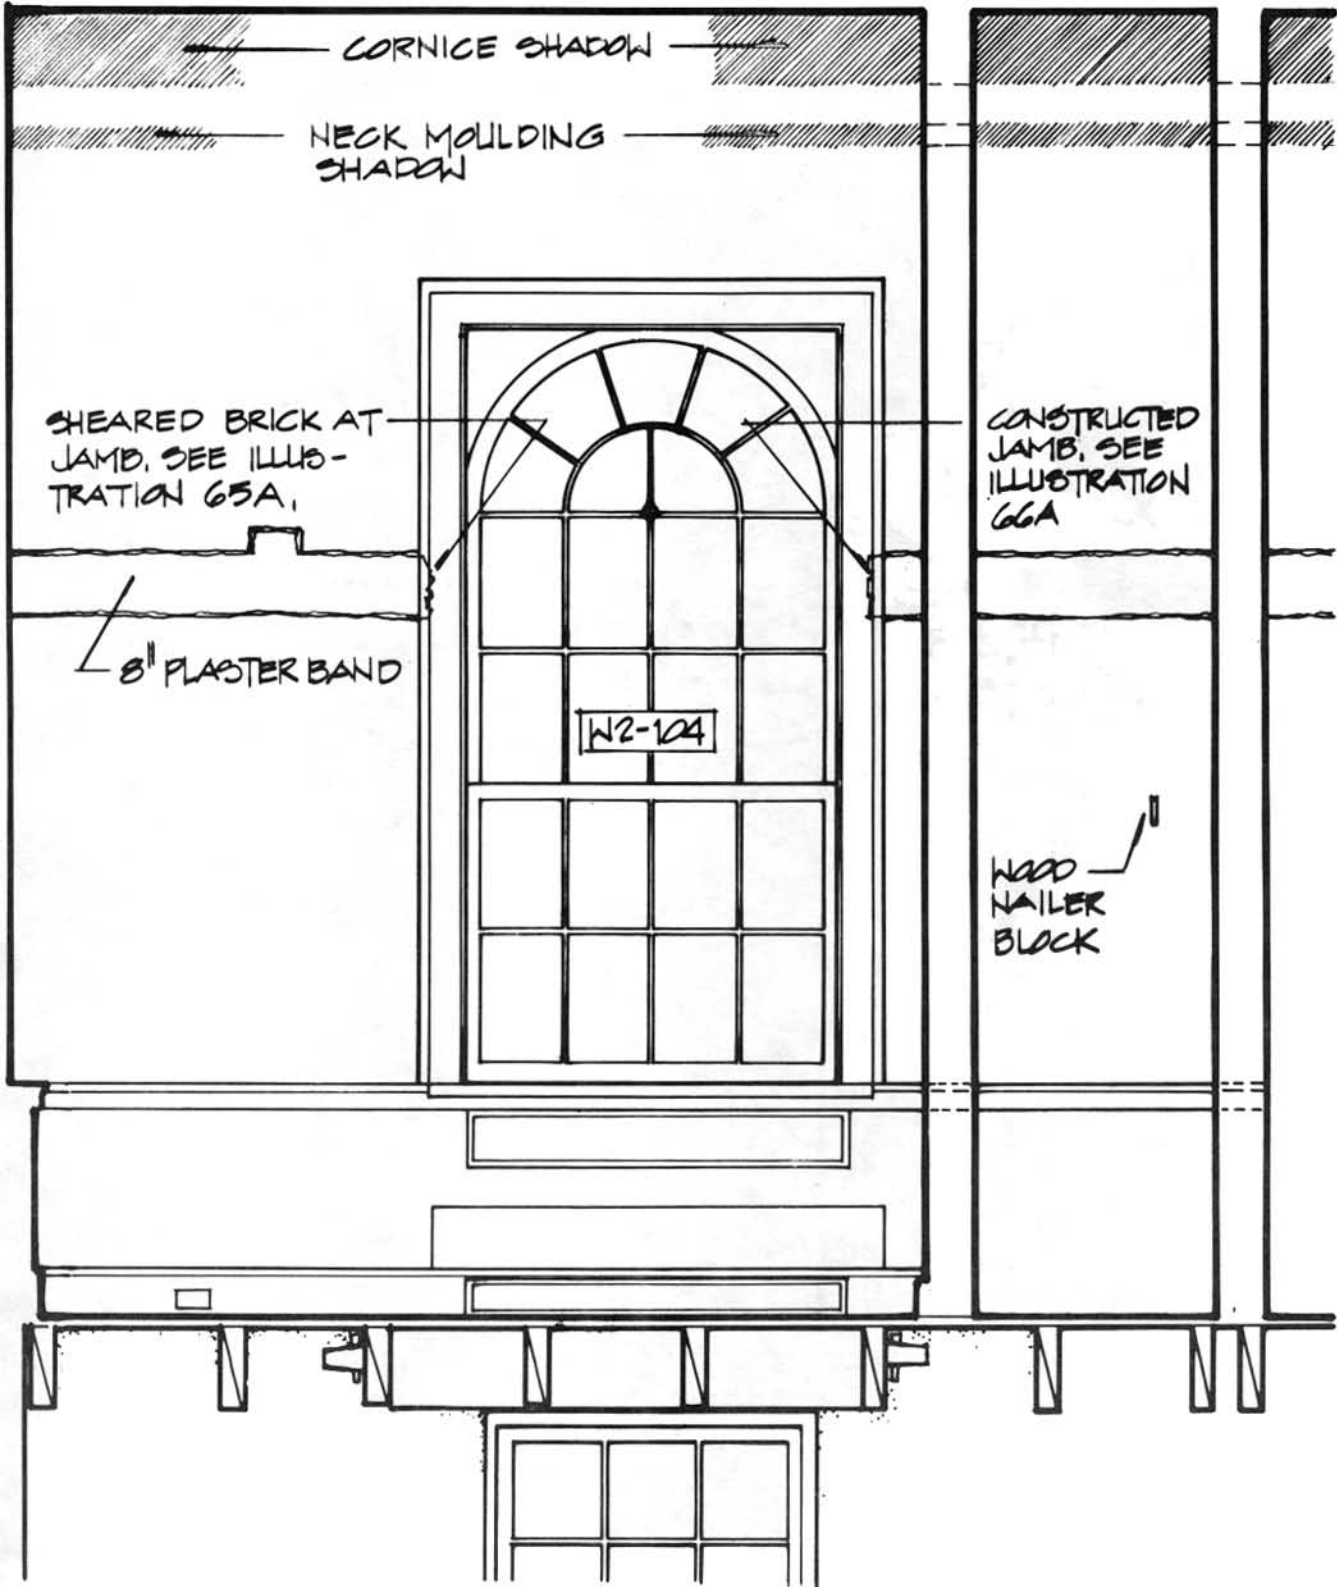 CORNICE SHADOW
NECK MOULDING
SHADOW
SHEARED BRICK AT
JAMB. SEE ILLUS-
TRATION 65A.
CONSTRUCTED
JAMB. SEE
ILLUSTRATION
66A
8" PLASTER BAND
W2-104
WOOD
NAILER
BLOCK